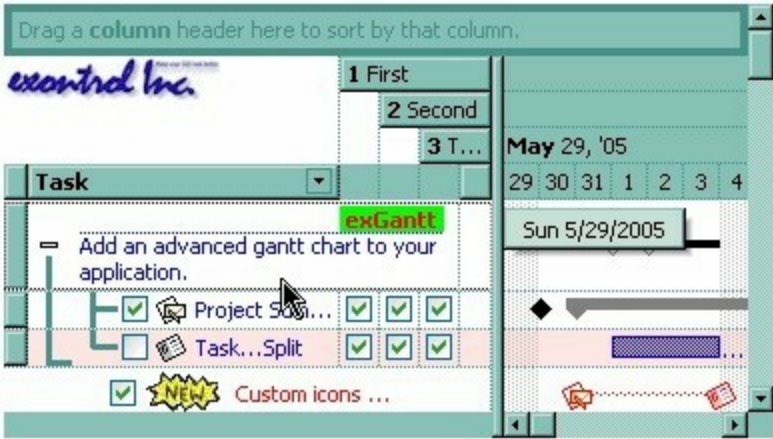 Drag a column header here to sort by that column.
exontrol Inc.
1 First
2 Second
3 T...
May 29, '05
Task
29 30 31 1 2 3 4
exGantt
Sun 5/29/2005
Add an advanced gantt chart to your
application.
Project Sum...
Task...Split
...
NEW Custom icons ...